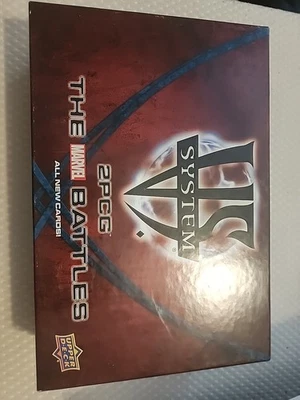 VS
SYSTEM
2PCG
THE MARVEL BATTLES
ALL NEW CARDS!
UPPER DECK